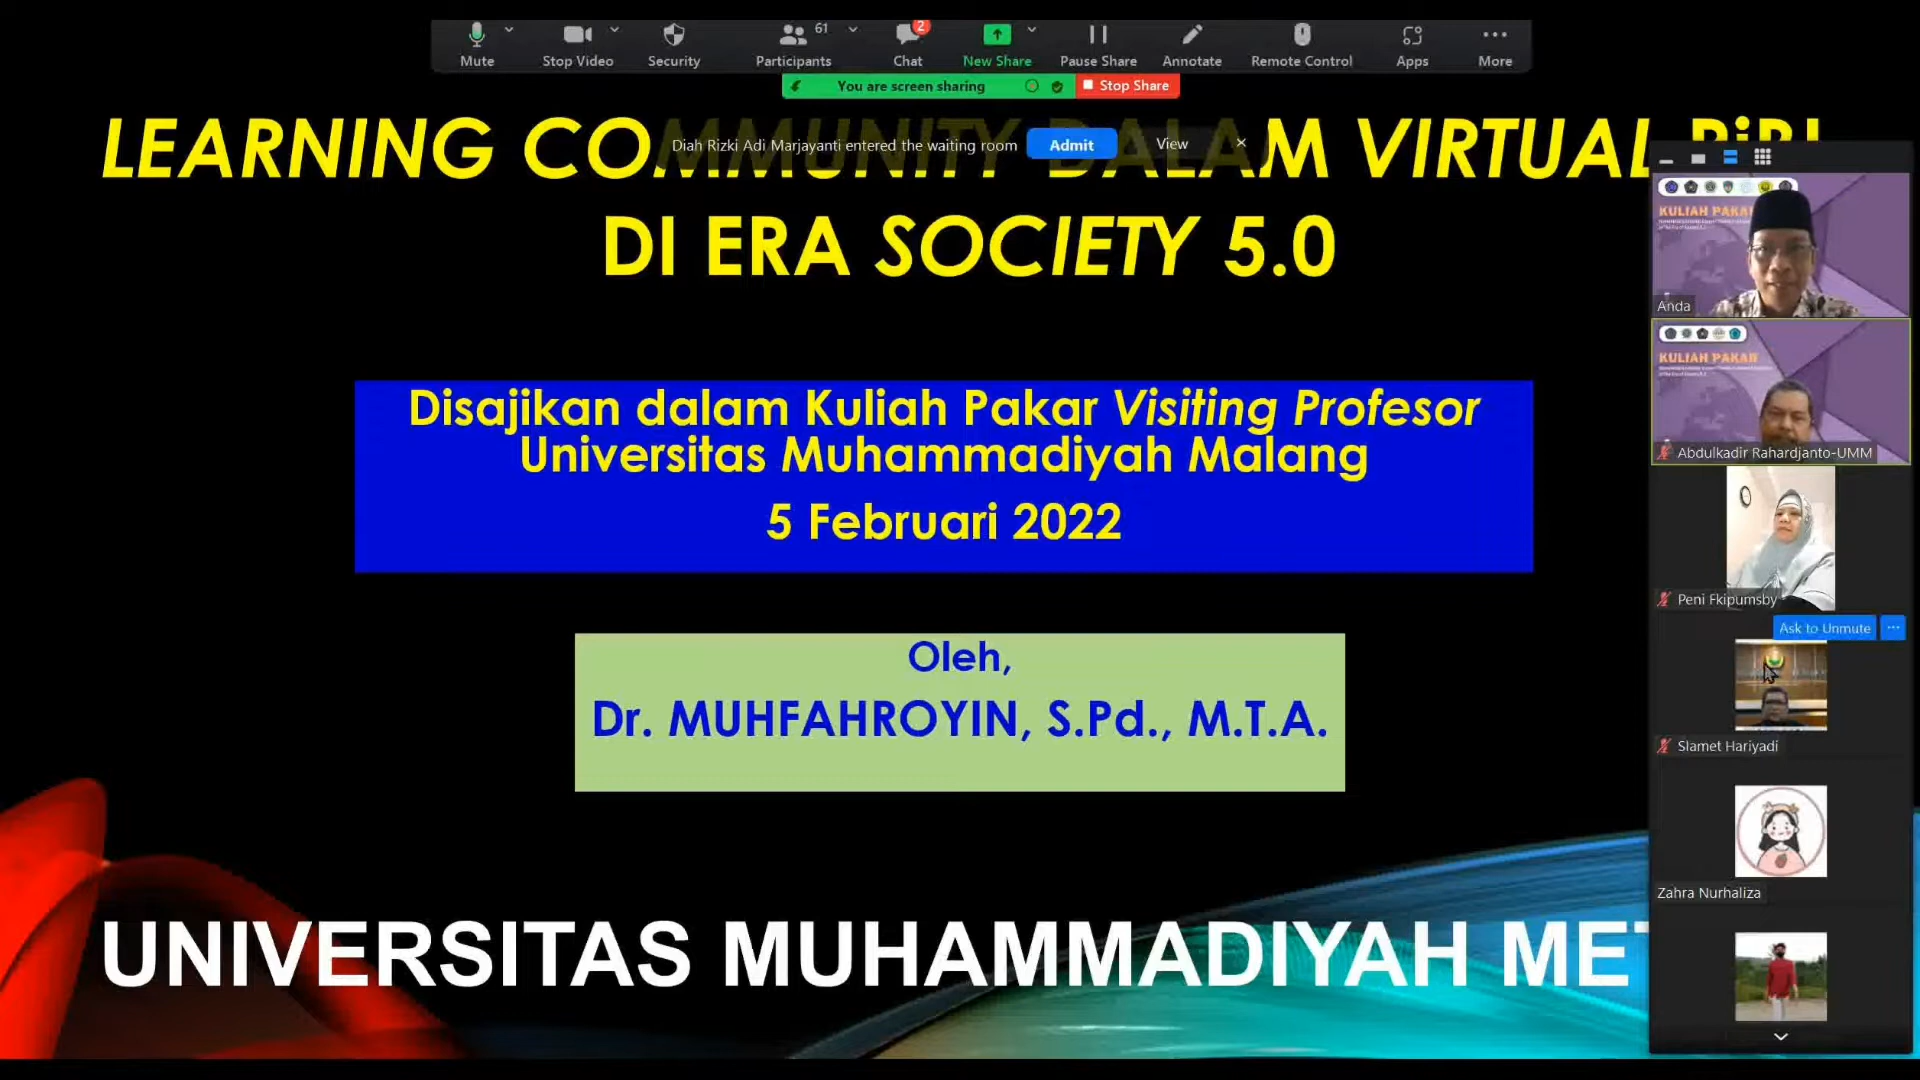 Mute
Stop Video
Security
Participants
61
Chat
2
New Share
Pause Share
Annotate
Remote Control
Apps
More
You are screen sharing
Stop Share
LEARNING COMMUNITY DALAM VIRTUAL
Diah Rizki Adi Marjayanti entered the waiting room
Admit
View
DI ERA SOCIETY 5.0
Disajikan dalam Kuliah Pakar Visiting Profesor
Universitas Muhammadiyah Malang
5 Februari 2022
Oleh,
Dr. MUHFAHROYIN, S.Pd., M.T.A.
UNIVERSITAS MUHAMMADIYAH MET
KULIAH PAKAR
Anda
KULIAH PAKAR
Abdulkadir Rahardjanto-UMM
Peni Fkipumsby
Ask to Unmute
Slamet Hariyadi
Zahra Nurhaliza